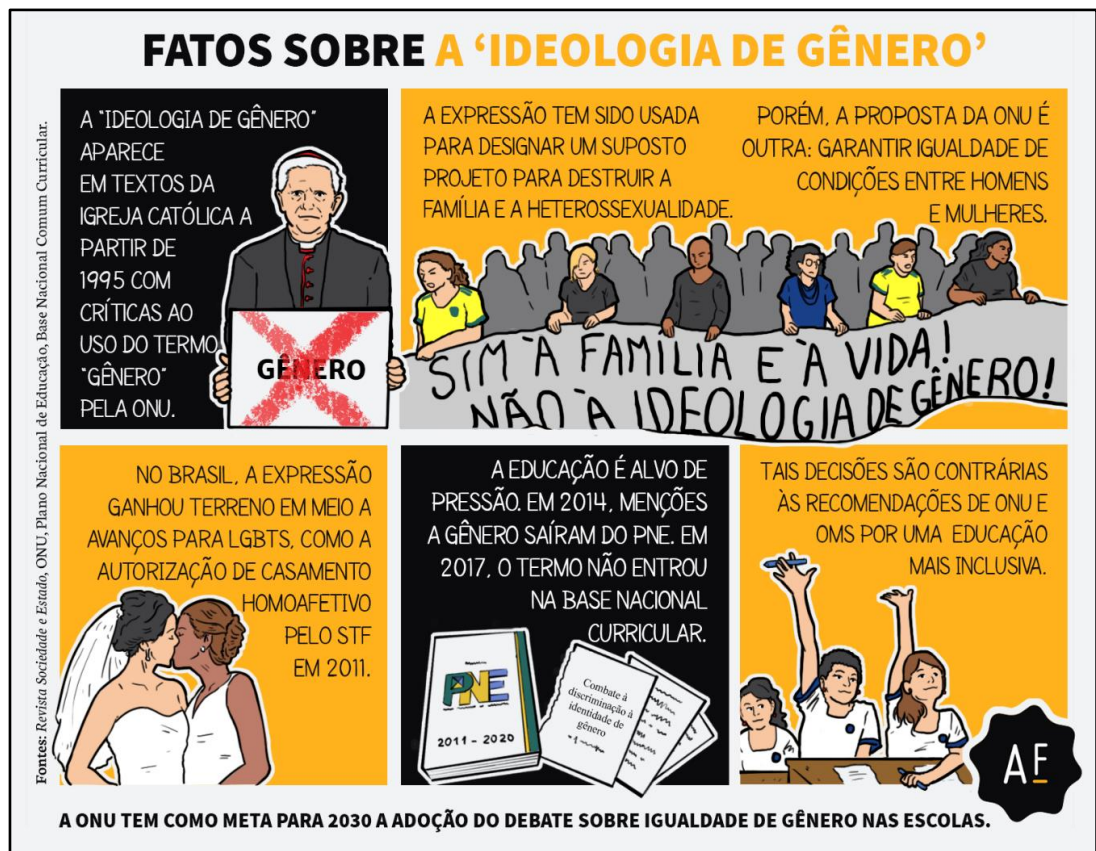 FATOS SOBRE A ‘IDEOLOGIA DE GÊNERO’
A "IDEOLOGIA DE GÊNERO"
APARECE
EM TEXTOS DA
IGREJA CATÓLICA A
PARTIR DE
1995 COM
CRÍTICAS AO
USO DO TERMO
"GÊNERO"
PELA ONU.
GÊNERO
A EXPRESSÃO TEM SIDO USADA
PARA DESIGNAR UM SUPOSTO
PROJETO PARA DESTRUIR A
FAMÍLIA E A HETEROSSEXUALIDADE.
PORÉM, A PROPOSTA DA ONU É
OUTRA: GARANTIR IGUALDADE DE
CONDIÇÕES ENTRE HOMENS
E MULHERES.
SIM À FAMILIA E À VIDA!
NÃO À IDEOLOGIA DE GÊNERO!
NO BRASIL, A EXPRESSÃO
GANHOU TERRENO EM MEIO A
AVANÇOS PARA LGBTS, COMO A
AUTORIZAÇÃO DE CASAMENTO
HOMOAFETIVO
PELO STF
EM 2011.
A EDUCAÇÃO É ALVO DE
PRESSÃO. EM 2014, MENÇÕES
A GÊNERO SAÍRAM DO PNE. EM
2017, O TERMO NÃO ENTROU
NA BASE NACIONAL
CURRICULAR.
PNE
2011 - 2020
Combate à
discriminação à
identidade de
gênero
TAIS DECISÕES SÃO CONTRÁRIAS
ÀS RECOMENDAÇÕES DE ONU E
OMS POR UMA EDUCAÇÃO
MAIS INCLUSIVA.
AF
A ONU TEM COMO META PARA 2030 A ADOÇÃO DO DEBATE SOBRE IGUALDADE DE GÊNERO NAS ESCOLAS.
Fontes: Revista Sociedade e Estado, ONU, Plano Nacional de Educação, Base Nacional Comum Curricular.